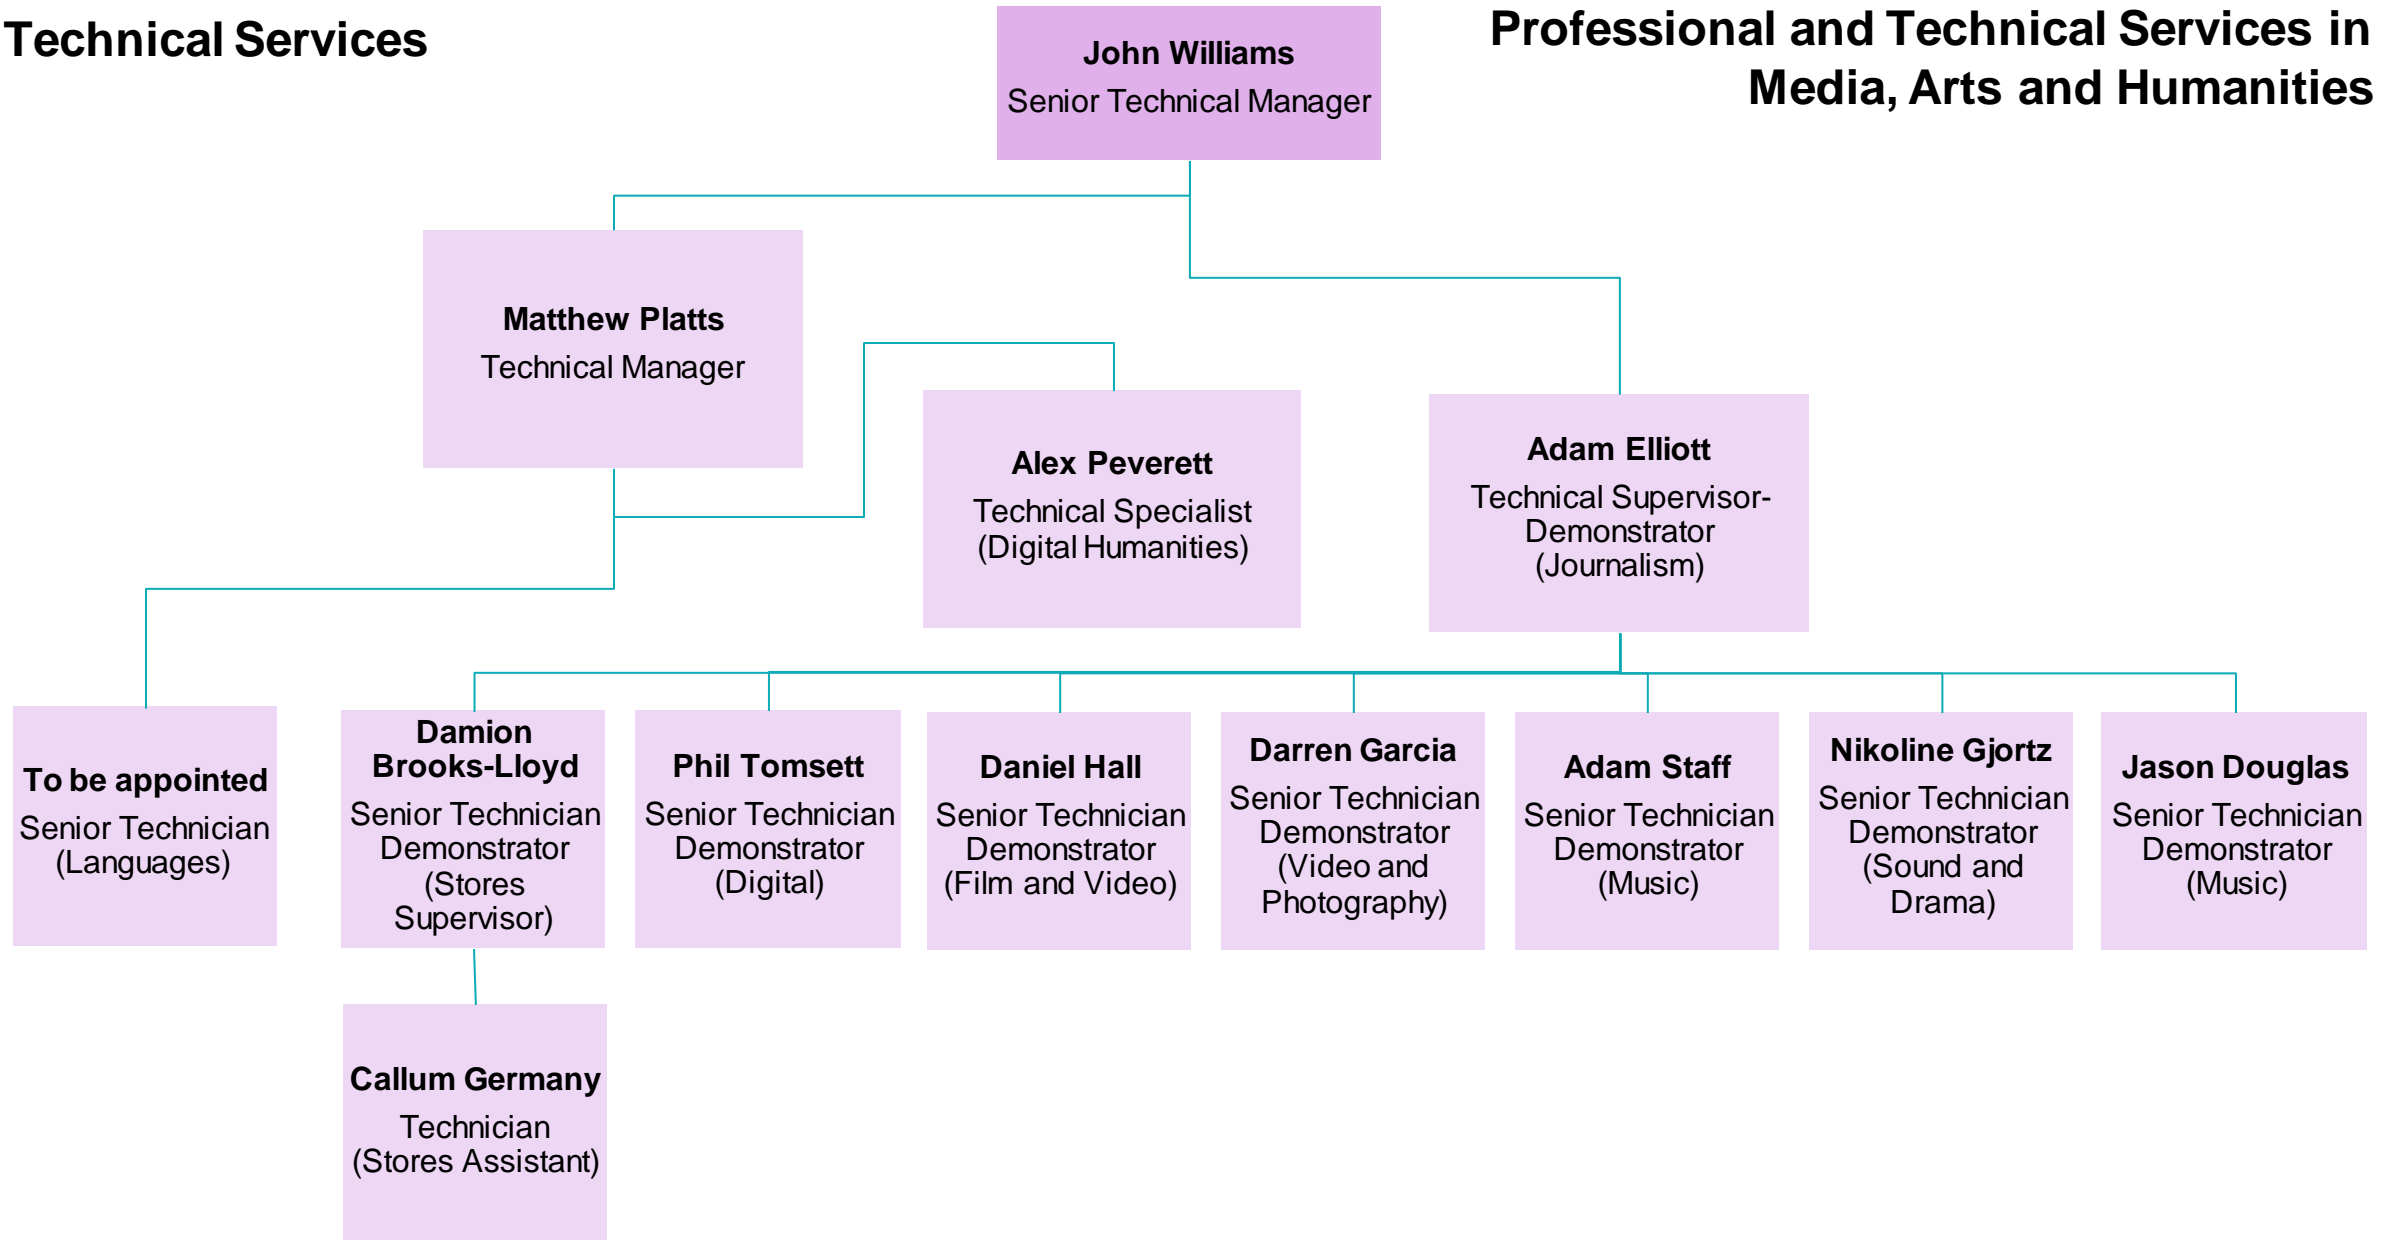 Technical Services
Professional and Technical Services in
Media, Arts and Humanities
John Williams
Senior Technical Manager
Matthew Platts
Technical Manager
Alex Peverett
Technical Specialist
(Digital Humanities)
Adam Elliott
Technical Supervisor-
Demonstrator
(Journalism)
To be appointed
Senior Technician
(Languages)
Damion
Brooks-Lloyd
Senior Technician
Demonstrator
(Stores
Supervisor)
Phil Tomsett
Senior Technician
Demonstrator
(Digital)
Daniel Hall
Senior Technician
Demonstrator
(Film and Video)
Darren Garcia
Senior Technician
Demonstrator
(Video and
Photography)
Adam Staff
Senior Technician
Demonstrator
(Music)
Nikoline Gjortz
Senior Technician
Demonstrator
(Sound and
Drama)
Jason Douglas
Senior Technician
Demonstrator
(Music)
Callum Germany
Technician
(Stores Assistant)